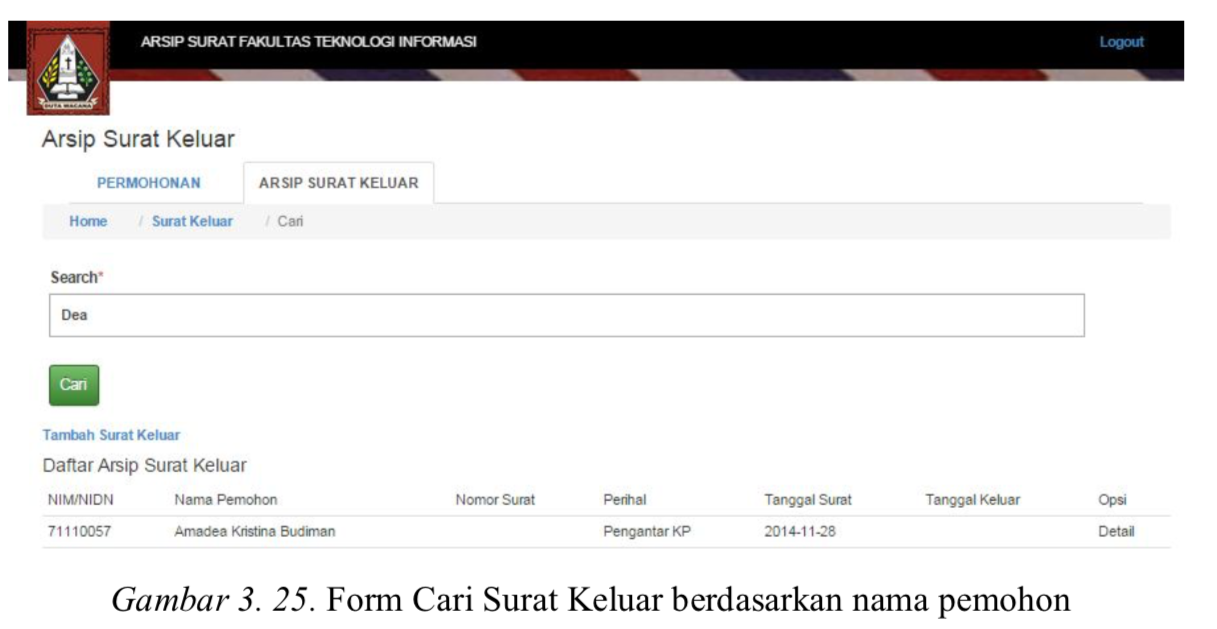 ARSIP SURAT FAKULTAS TEKNOLOGI INFORMASI Logout
DUTA WACANA
Arsip Surat Keluar
PERMOHONAN ARSIP SURAT KELUAR
Home / Surat Keluar / Cari
Search*
Dea
Cari
Tambah Surat Keluar
Daftar Arsip Surat Keluar
NIM/NIDN Nama Pemohon Nomor Surat Perihal Tanggal Surat Tanggal Keluar Opsi
71110057 Amadea Kristina Budiman Pengantar KP 2014-11-28 Detail
Gambar 3. 25. Form Cari Surat Keluar berdasarkan nama pemohon